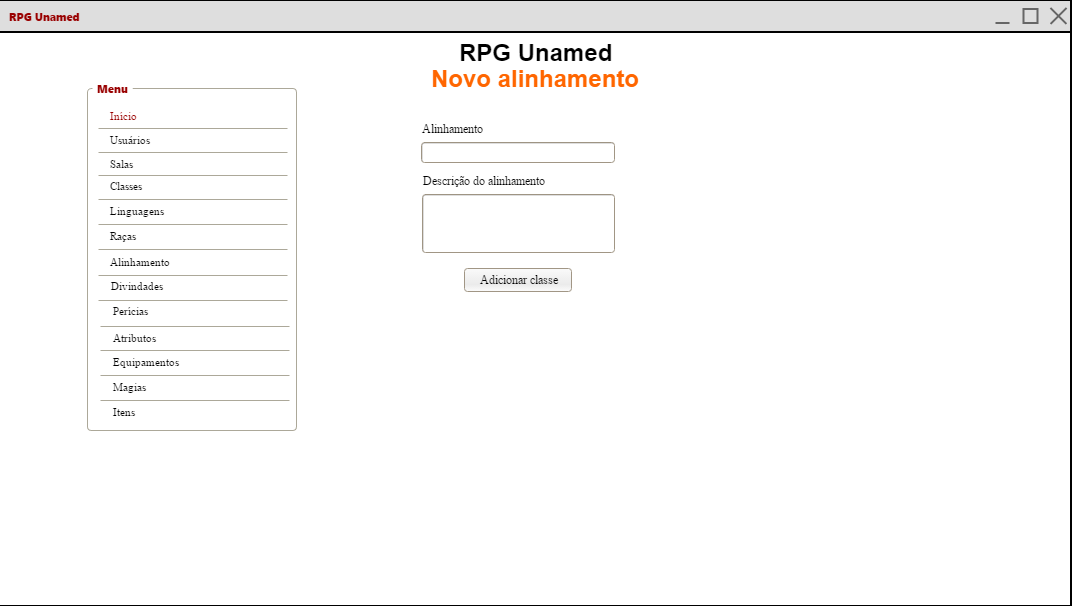 RPG Unamed
RPG Unamed
Novo alinhamento
Menu
Início
Usuários
Salas
Classes
Linguagens
Raças
Alinhamento
Divindades
Perícias
Atributos
Equipamentos
Magias
Itens
Alinhamento
Descrição do alinhamento
Adicionar classe